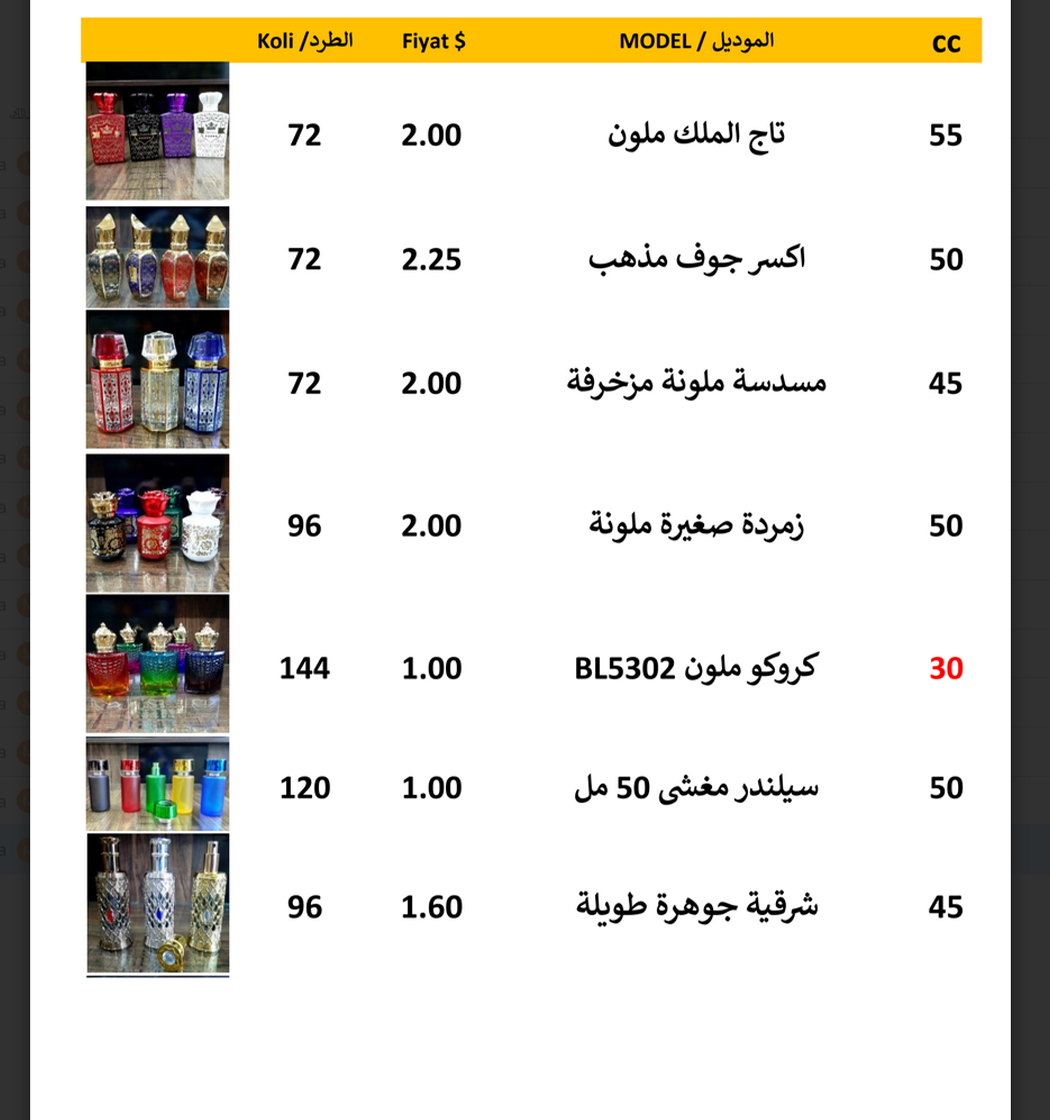 cc الموديل / MODEL Fiyat $ الطرد/ Koli
55 تاج الملك ملون 2.00 72
50 اكسر جوف مذهب 2.25 72
45 مسدسة ملونة مزخرفة 2.00 72
50 زمردة صغيرة ملونة 2.00 96
30 كروكو ملون BL5302 1.00 144
50 سيلندر مغشى 50 مل 1.00 120
45 شرقية جوهرة طويلة 1.60 96